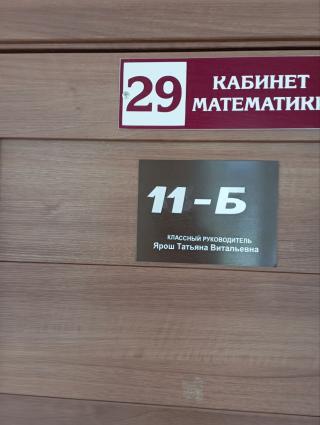 29
КАБИНЕТ
МАТЕМАТИКИ
11-Б
КЛАССНЫЙ РУКОВОДИТЕЛЬ
Ярош Татьяна Витальевна